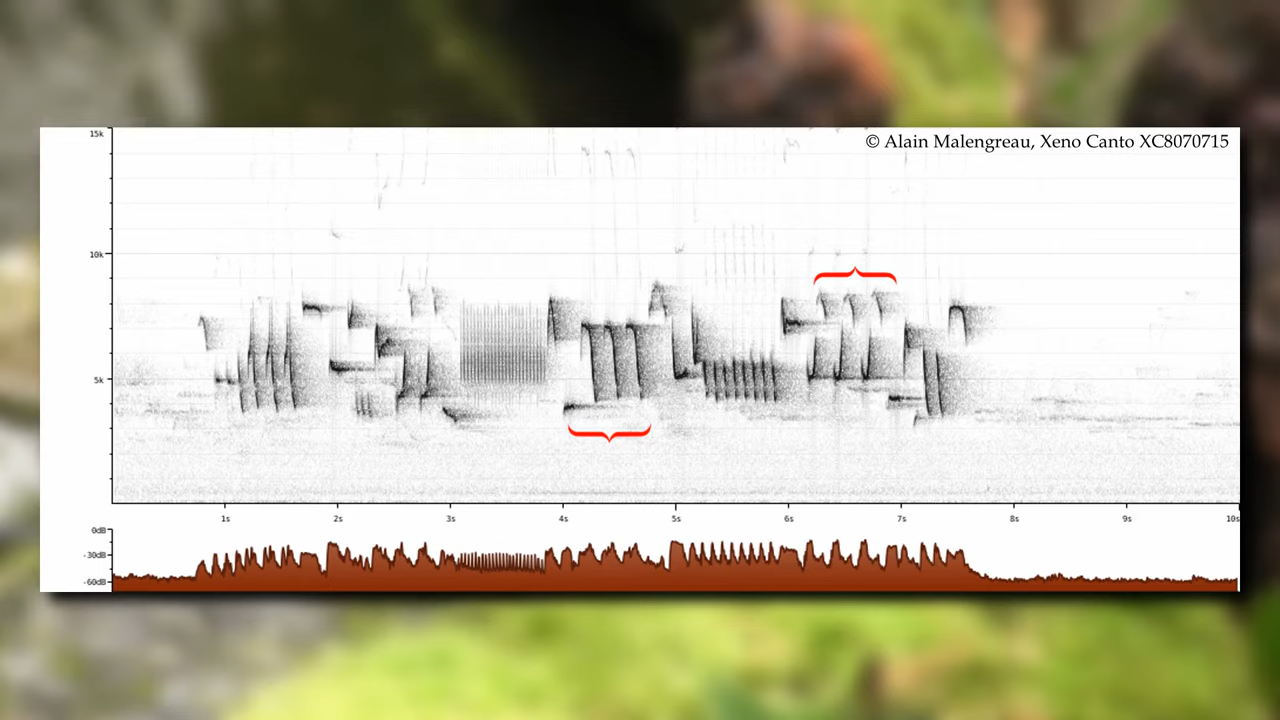 © Alain Malengreau, Xeno Canto XC8070715
15k
10k
5k
1s 2s 3s 4s 5s 6s 7s 8s 9s 10s
0dB
-30dB
-60dB